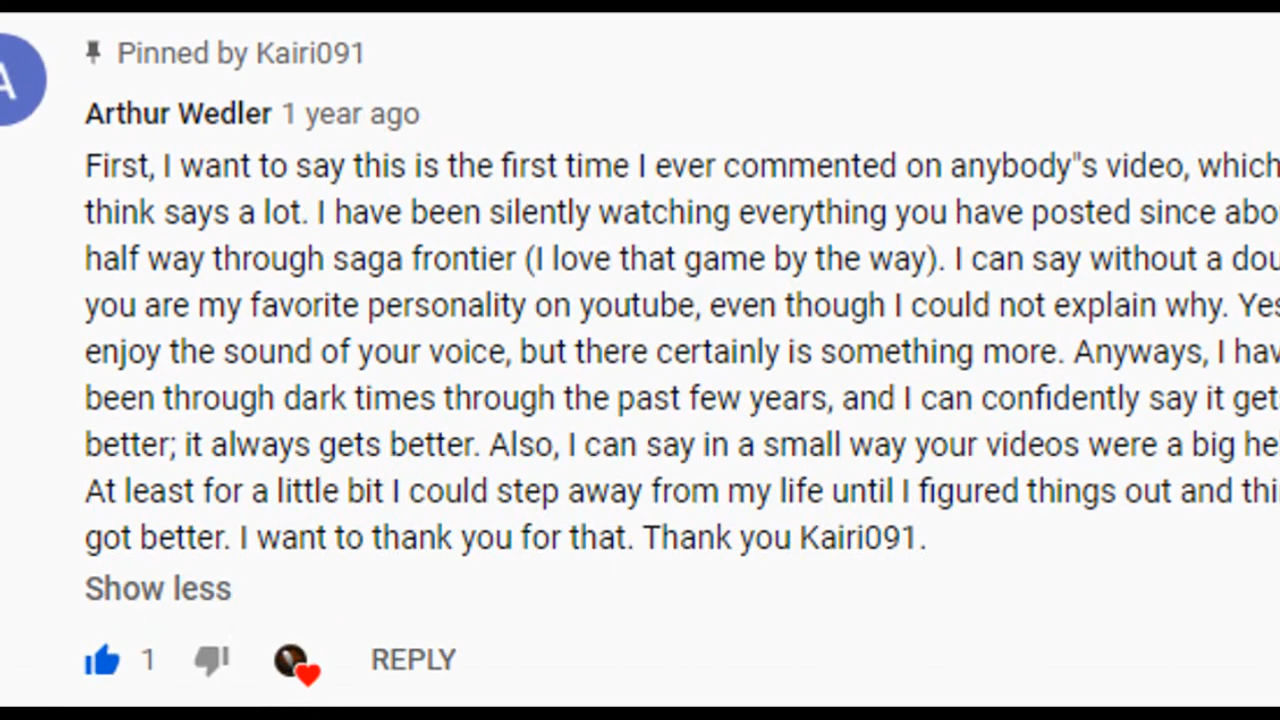 A
Pinned by Kairi091
Arthur Wedler 1 year ago
First, I want to say this is the first time I ever commented on anybody"s video, which
think says a lot. I have been silently watching everything you have posted since
half way through saga frontier (I love that game by the way). I can say without a
you are my favorite personality on youtube, even though I could not explain why. Yes
enjoy the sound of your voice, but there certainly is something more. Anyways, I
been through dark times through the past few years, and I can confidently say it
better; it always gets better. Also, I can say in a small way your videos were a big
At least for a little bit I could step away from my life until I figured things out and
got better. I want to thank you for that. Thank you Kairi091.
Show less
1
REPLY